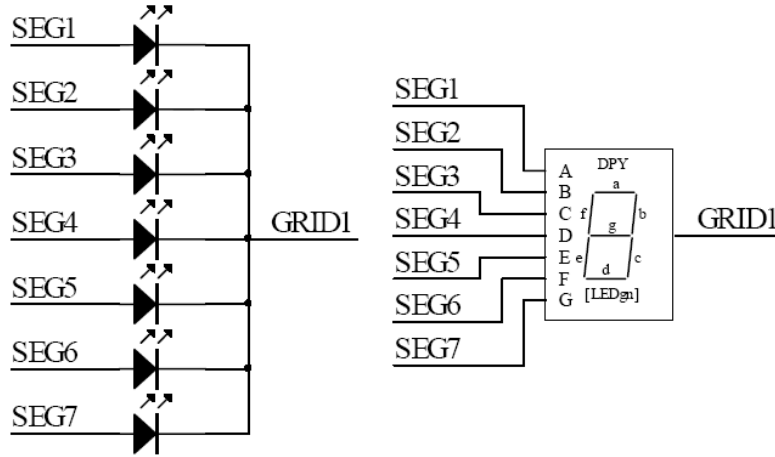 SEG1
SEG2
SEG3
SEG4
SEG5
SEG6
SEG7
GRID1
SEG1
SEG2
SEG3
SEG4
SEG5
SEG6
SEG7
A
B
C
D
E
F
G
DPY
a
f
b
g
e
c
d
[LEDgn]
GRID1